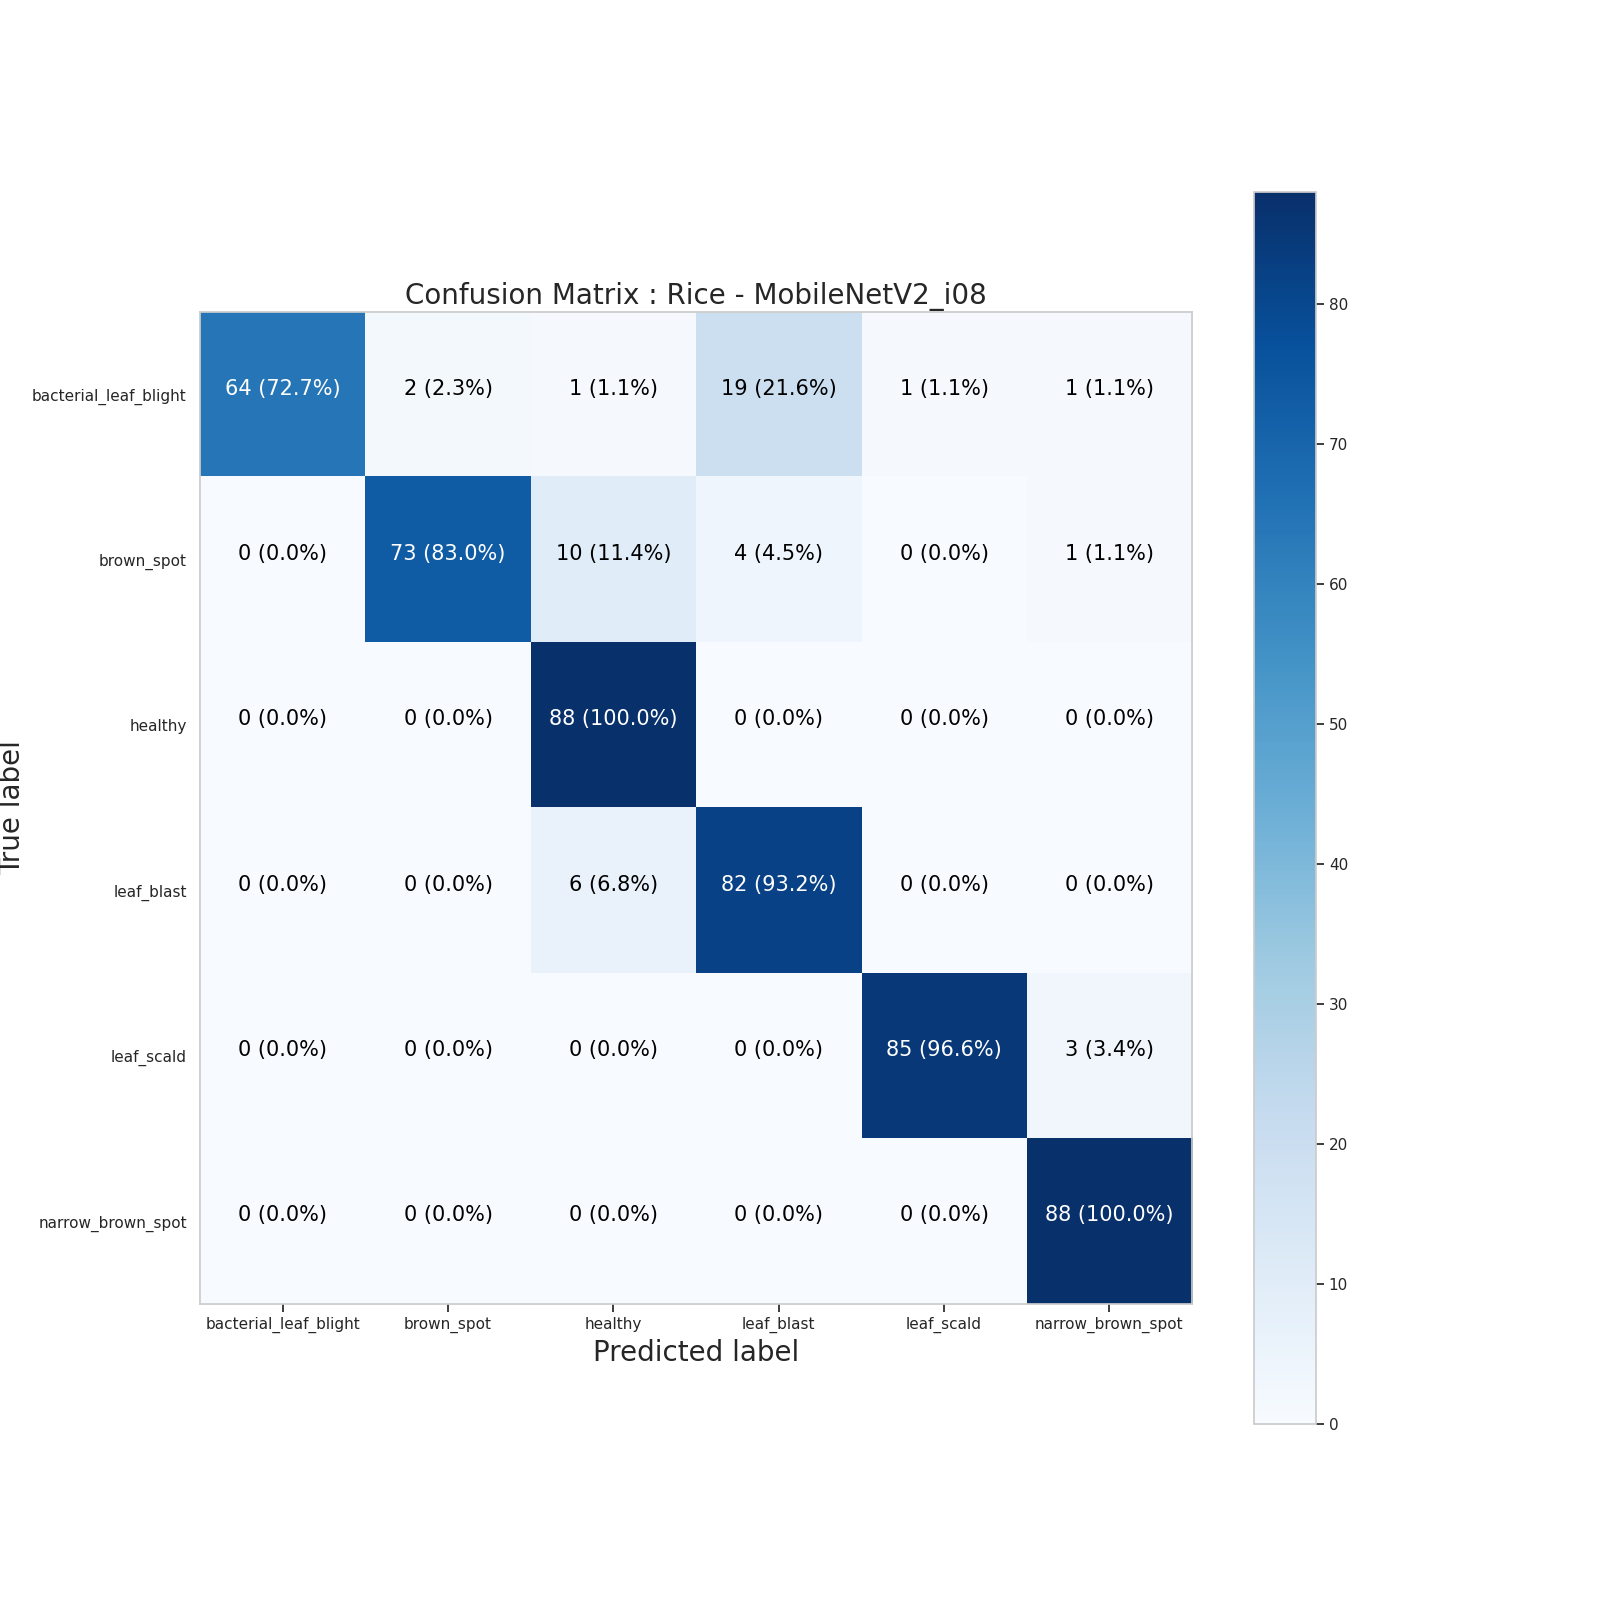 Confusion Matrix : Rice - MobileNetV2_i08
bacterial_leaf_blight 64 (72.7%) 2 (2.3%) 1 (1.1%) 19 (21.6%) 1 (1.1%) 1 (1.1%)
brown_spot 0 (0.0%) 73 (83.0%) 10 (11.4%) 4 (4.5%) 0 (0.0%) 1 (1.1%)
healthy 0 (0.0%) 0 (0.0%) 88 (100.0%) 0 (0.0%) 0 (0.0%) 0 (0.0%)
leaf_blast 0 (0.0%) 0 (0.0%) 6 (6.8%) 82 (93.2%) 0 (0.0%) 0 (0.0%)
leaf_scald 0 (0.0%) 0 (0.0%) 0 (0.0%) 0 (0.0%) 85 (96.6%) 3 (3.4%)
narrow_brown_spot 0 (0.0%) 0 (0.0%) 0 (0.0%) 0 (0.0%) 0 (0.0%) 88 (100.0%)
bacterial_leaf_blight brown_spot healthy leaf_blast leaf_scald narrow_brown_spot
Predicted label
True label
80
70
60
50
40
30
20
10
0